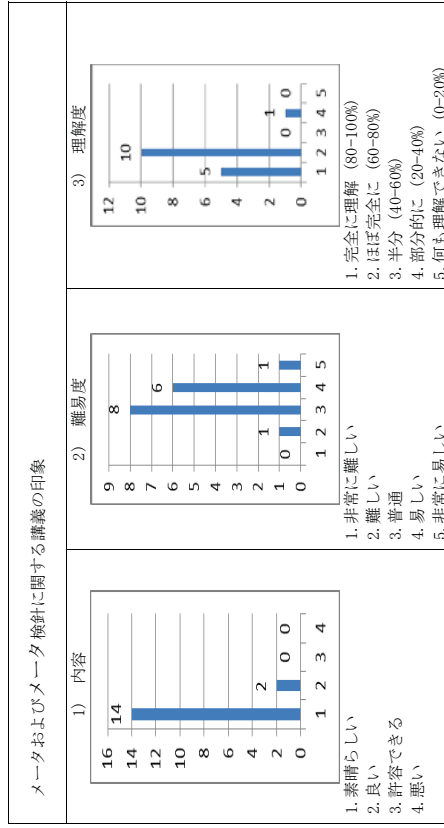 メータおよびメータ検針に関する講義の印象
1) 内容
16
14
12
10
8
6
4
2
0
14
2
0
0
1 2 3 4
1. 素晴らしい
2. 良い
3. 許容できる
4. 悪い
2) 難易度
9
8
7
6
5
4
3
2
1
0
0
1
8
6
1
1 2 3 4 5
1. 非常に難しい
2. 難しい
3. 普通
4. 易しい
5. 非常に易しい
3) 理解度
12
10
8
6
4
2
0
5
10
0
1
0
1 2 3 4 5
1. 完全に理解 (80-100%)
2. ほぼ完全に (60-80%)
3. 半分 (40-60%)
4. 部分的に (20-40%)
5. 何も理解できない (0-20%)